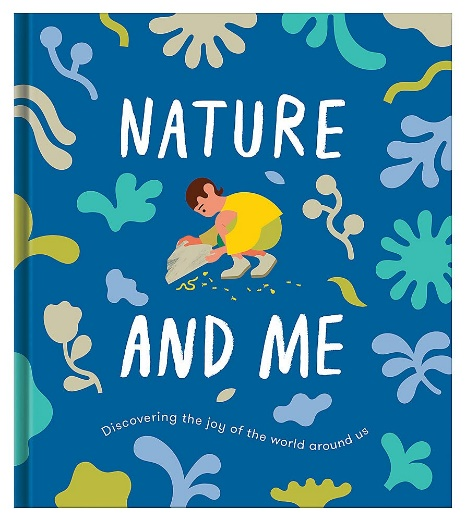 NATURE
AND ME
Discovering the joy of the world around us